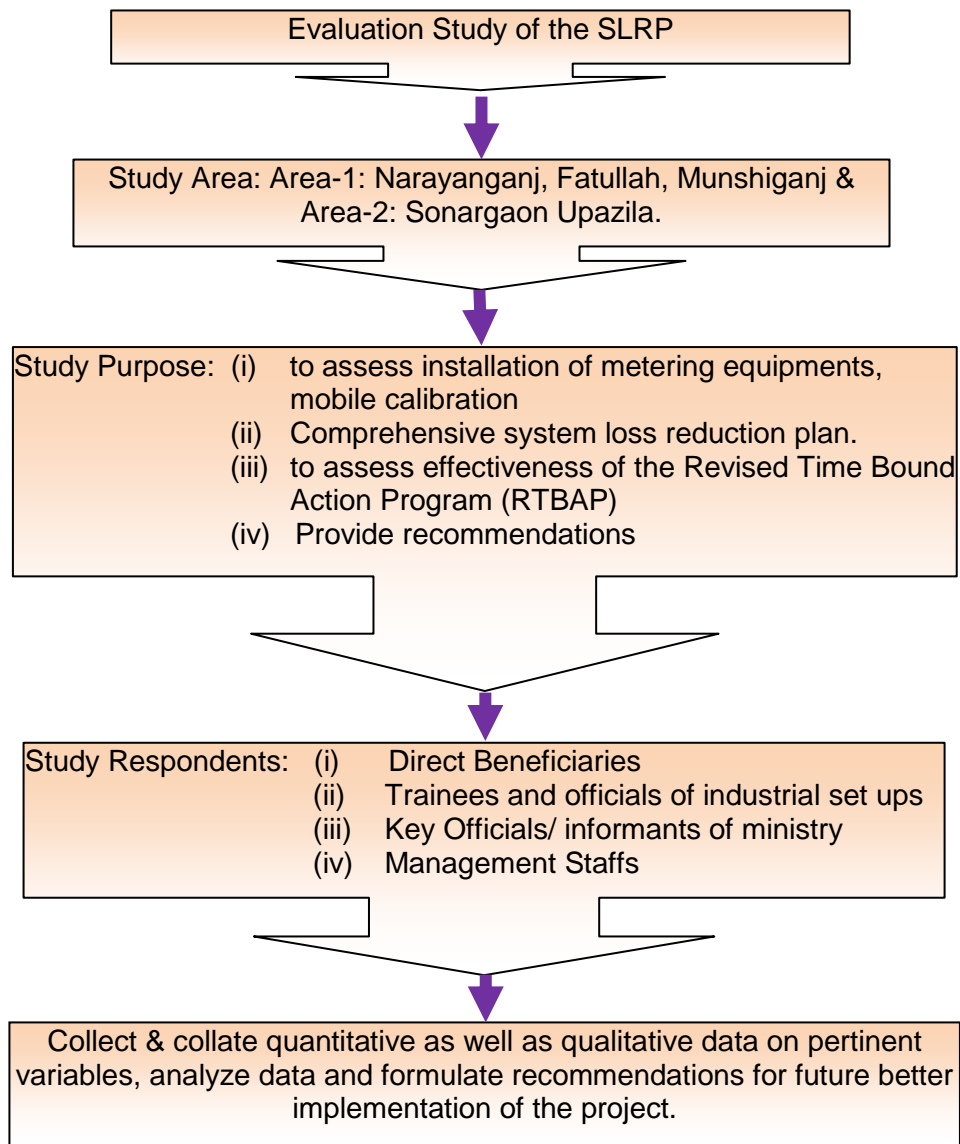 Evaluation Study of the SLRP
Study Area: Area-1: Narayanganj, Fatullah, Munshiganj &
Area-2: Sonargaon Upazila.
Study Purpose: (i) to assess installation of metering equipments,
mobile calibration
(ii) Comprehensive system loss reduction plan.
(iii) to assess effectiveness of the Revised Time Bound
Action Program (RTBAP)
(iv) Provide recommendations
Study Respondents: (i) Direct Beneficiaries
(ii) Trainees and officials of industrial set ups
(iii) Key Officials/ informants of ministry
(iv) Management Staffs
Collect & collate quantitative as well as qualitative data on pertinent
variables, analyze data and formulate recommendations for future better
implementation of the project.